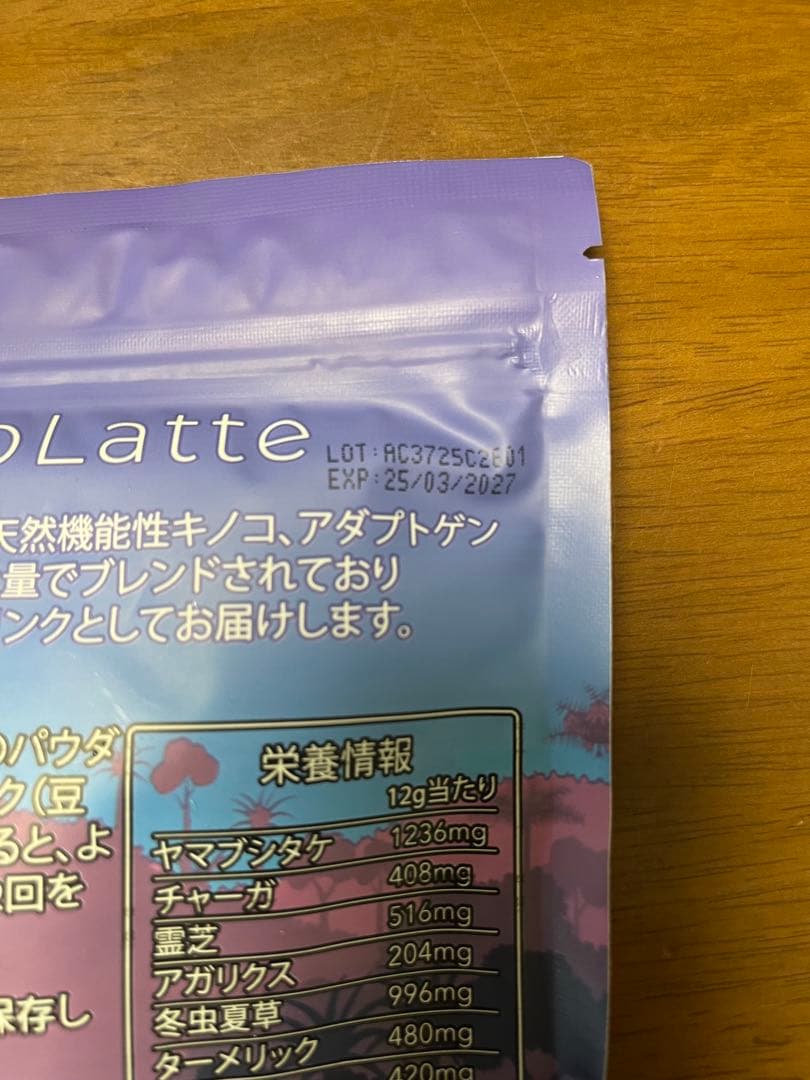 oLatte
LOT:AC3725C2601
EXP:25/03/2027
天然機能性キノコ、アダプトゲン
量でブレンドされており
ンクとしてお届けします。
のパウダ
ク(豆
ると、よ
回を
保存し
栄養情報
12g当たり
ヤマブシタケ 1236mg
チャーガ 408mg
霊芝 516mg
アガリクス 204mg
冬虫夏草 996mg
ターメリック 480mg
420mg